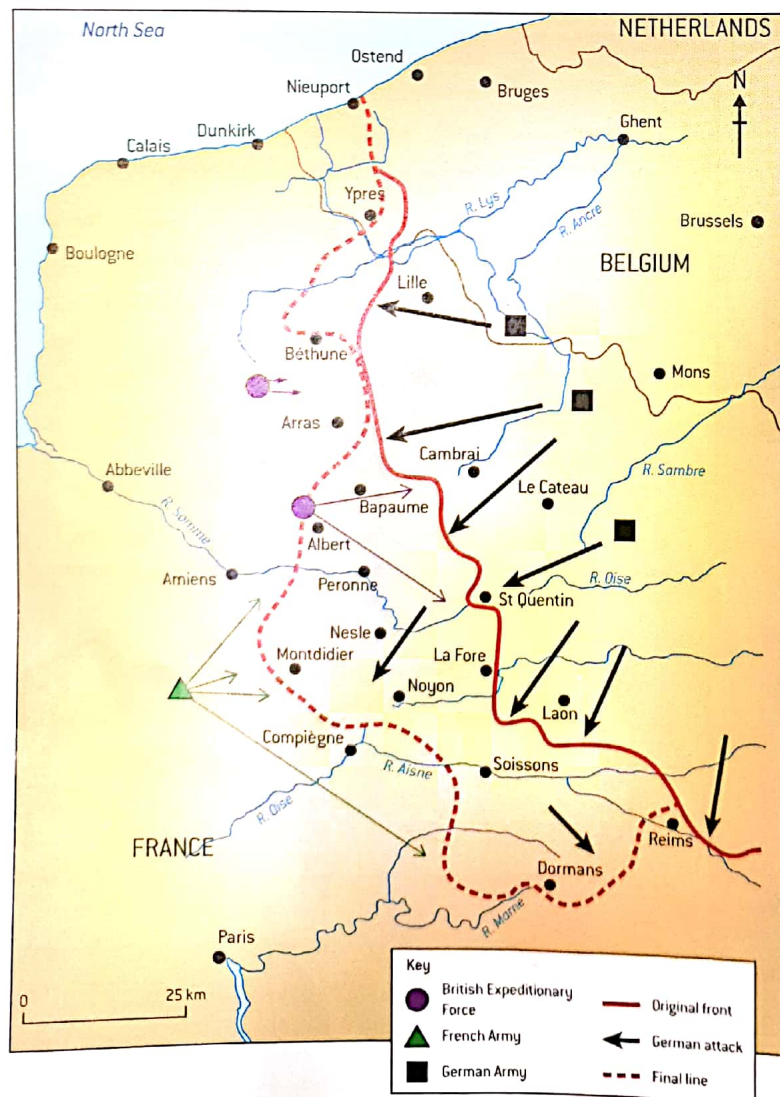 North Sea
NETHERLANDS
Ostend
N
Nieuport
Bruges
Dunkirk
Ghent
Calais
Ypres
R. Lys
R. Ancre
Brussels
Boulogne
BELGIUM
Lille
Béthune
Mons
Arras
Cambrai
R. Sambre
Abbeville
Le Cateau
R. Somme
Bapaume
Albert
Amiens
Peronne
R. Oise
St Quentin
Nesle
Montdidier
La Fore
Noyon
Laon
Compiègne
R. Aisne
Soissons
R. Oise
FRANCE
Reims
Dormans
R. Marne
Paris
0 25 km
Key
British Expeditionary
Force
French Army
German Army
Original front
German attack
Final line